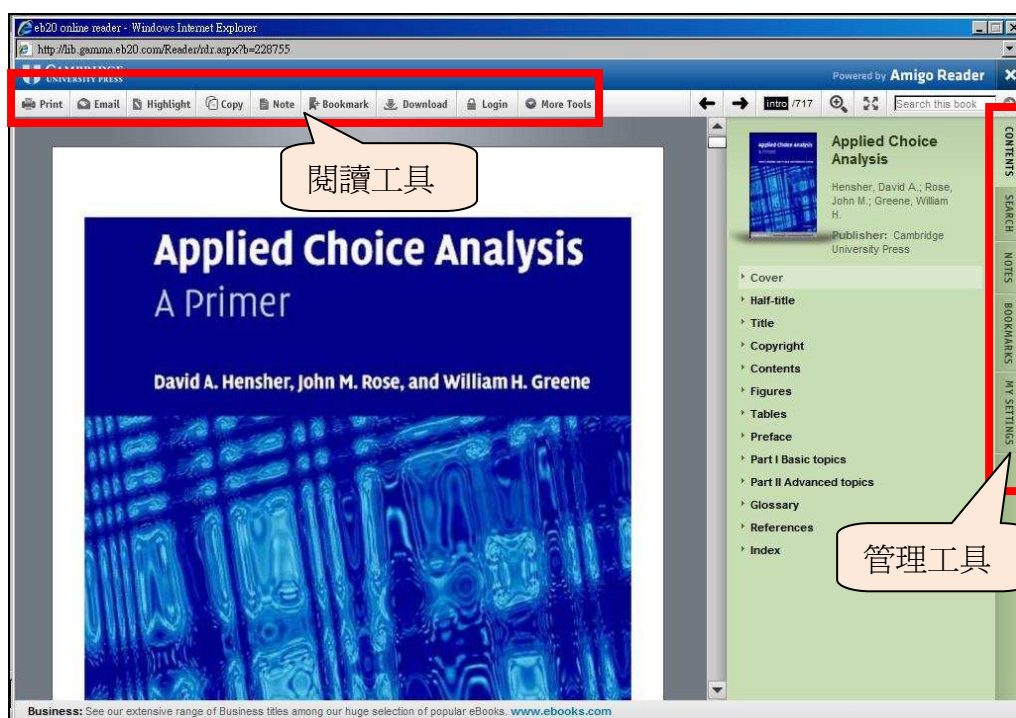 eb20 online reader - Windows Internet Explorer
http://lib.gamma.eb20.com/Reader/rdr.aspx?b=228755
CAMBRIDGE
UNIVERSITY PRESS
Powered by Amigo Reader
Print Email Highlight Copy Note Bookmark Download Login More Tools
intro /717
Search this book
閱讀工具
Applied Choice Analysis
A Primer
David A. Hensher, John M. Rose, and William H. Greene
applied choice analysis
Applied Choice
Analysis
Hensher, David A.; Rose,
John M.; Greene, William
H.
Publisher: Cambridge
University Press
Cover
Half-title
Title
Copyright
Contents
Figures
Tables
Preface
Part I Basic topics
Part II Advanced topics
Glossary
References
Index
CONTENTS
SEARCH
NOTES
BOOKMARKS
MY SETTINGS
管理工具
Business: See our extensive range of Business titles among our huge selection of popular eBooks. www.ebooks.com